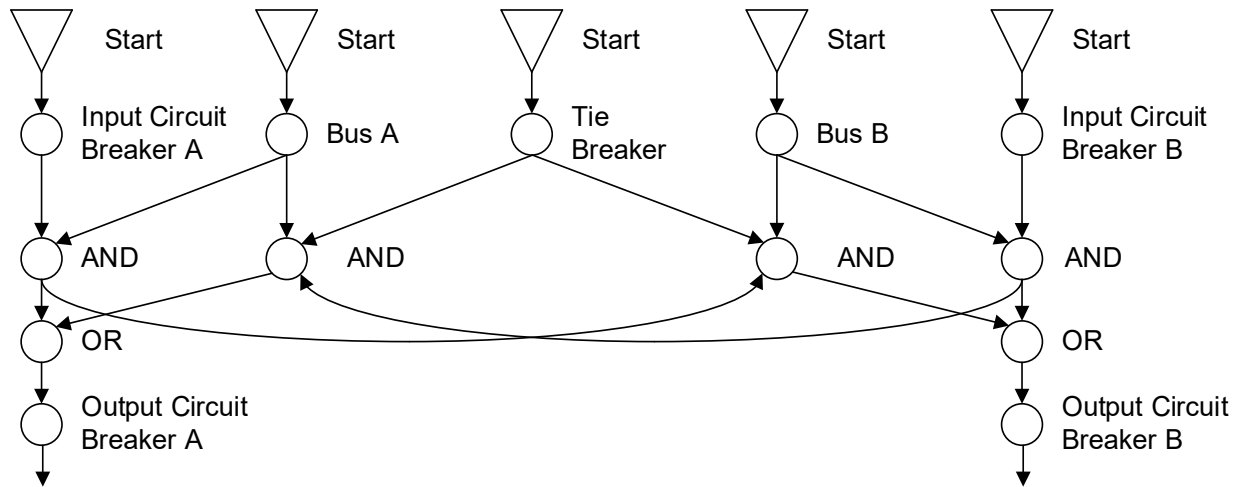 Start
Start
Start
Start
Start
Input Circuit
Breaker A
Bus A
Tie
Breaker
Bus B
Input Circuit
Breaker B
AND
AND
AND
AND
OR
OR
Output Circuit
Breaker A
Output Circuit
Breaker B